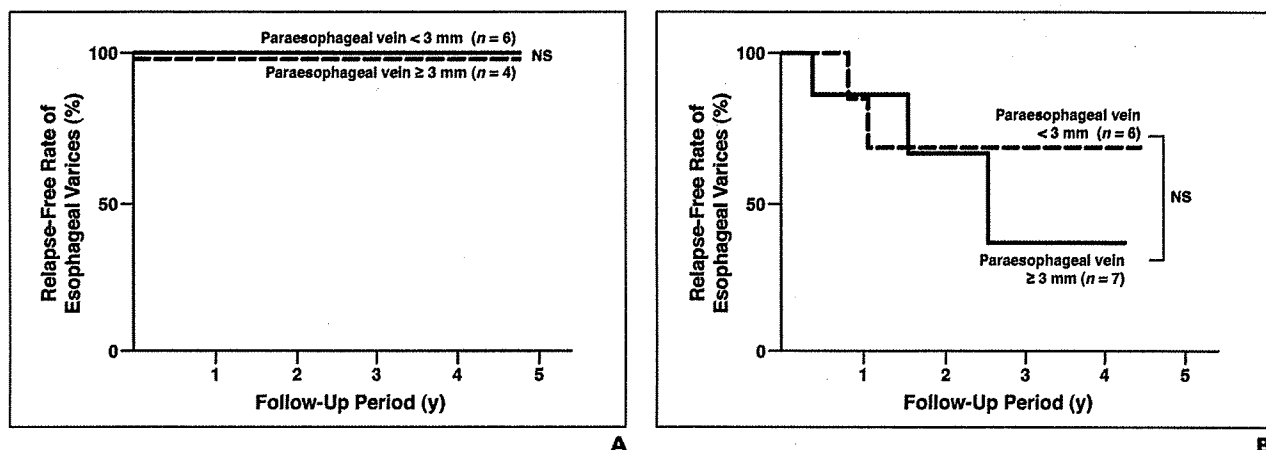 Relapse-Free Rate of
Esophageal Varices (%)
100
50
0
Paraesophageal vein < 3 mm (n = 6)
Paraesophageal vein ≥ 3 mm (n = 4)
NS
1 2 3 4 5
Follow-Up Period (y)
A
Relapse-Free Rate of
Esophageal Varices (%)
100
50
0
Paraesophageal vein
< 3 mm (n = 6)
NS
Paraesophageal vein
≥ 3 mm (n = 7)
1 2 3 4 5
Follow-Up Period (y)
B